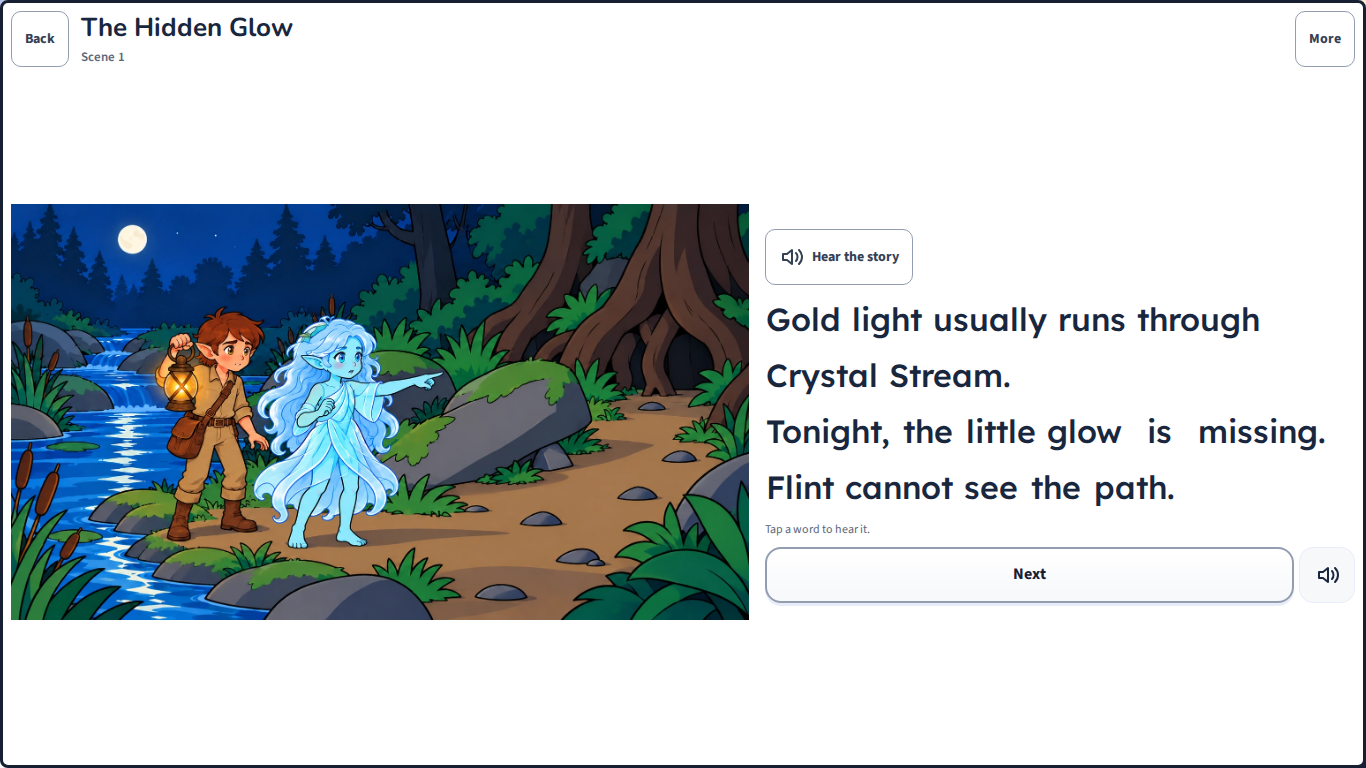 Back
The Hidden Glow
Scene 1
More
Hear the story
Gold light usually runs through
Crystal Stream.
Tonight, the little glow is missing.
Flint cannot see the path.
Tap a word to hear it.
Next